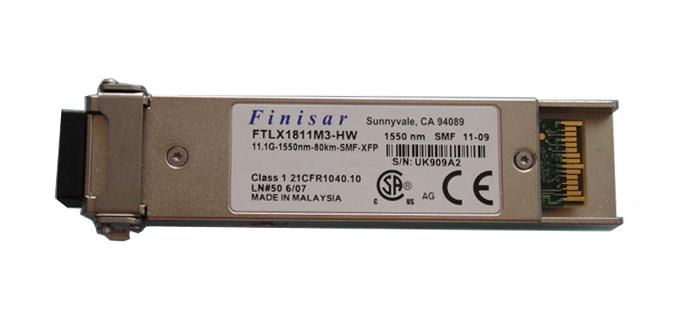 Finisar Sunnyvale, CA 94089
FTLX1811M3-HW 1550 nm SMF 11-09
11.1G-1550nm-80km-SMF-XFP
S/N: UK909A2
Class 1 21CFR1040.10
LN#50 6/07
MADE IN MALAYSIA
SA
C US
AG
CE